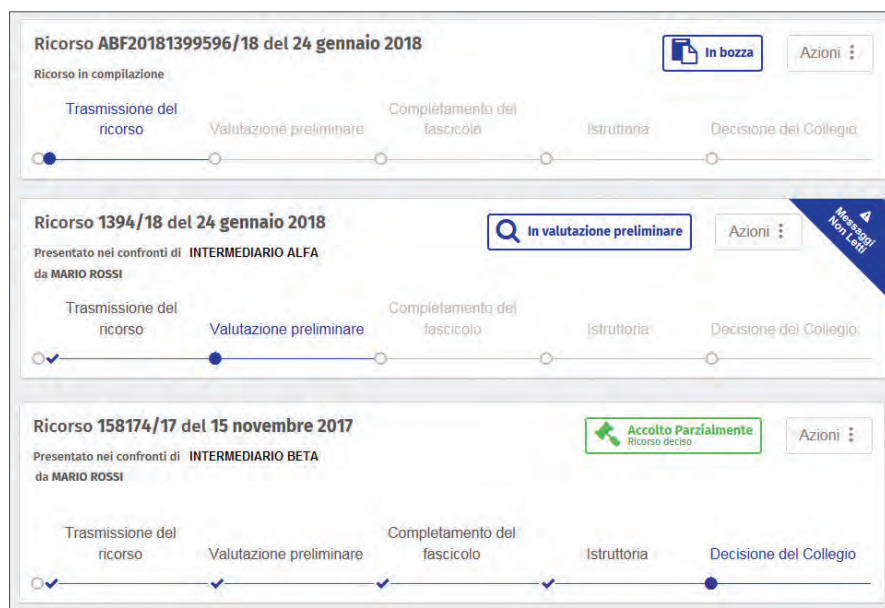 Ricorso ABF20181399596/18 del 24 gennaio 2018
In bozza
Azioni
Ricorso in compilazione
Trasmissione del
ricorso
Valutazione preliminare
Completamento del
fascicolo
Istruttoria
Decisione del Collegio
Ricorso 1394/18 del 24 gennaio 2018
In valutazione preliminare
Azioni
Messaggi
Non Letti
Presentato nei confronti di INTERMEDIARIO ALFA
da MARIO ROSSI
Trasmissione del
ricorso
Valutazione preliminare
Completamento del
fascicolo
Istruttoria
Decisione del Collegio
Ricorso 158174/17 del 15 novembre 2017
Accolto Parzialmente
Ricorso deciso
Azioni
Presentato nei confronti di INTERMEDIARIO BETA
da MARIO ROSSI
Trasmissione del
ricorso
Valutazione preliminare
Completamento del
fascicolo
Istruttoria
Decisione del Collegio